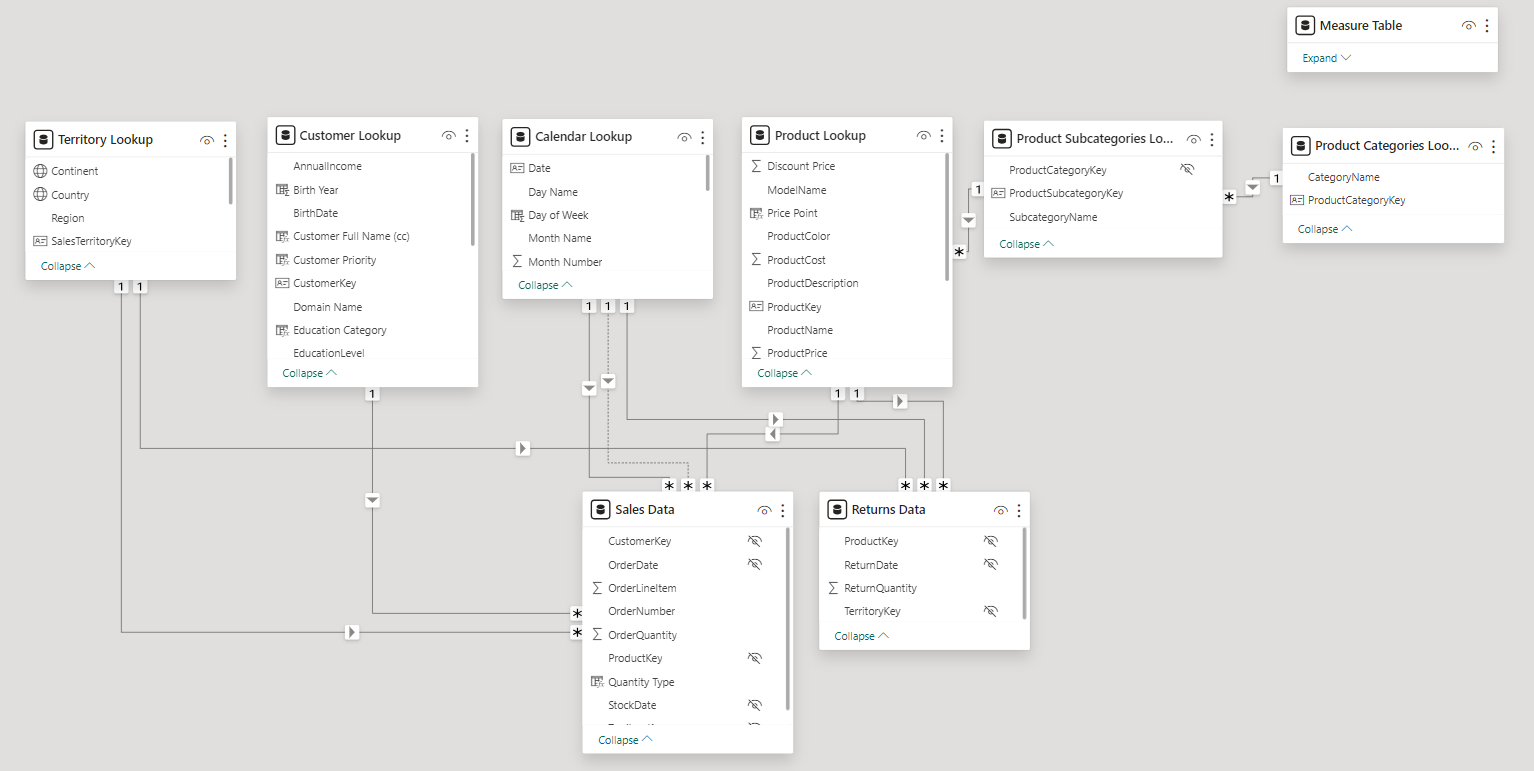 Measure Table
Expand
Territory Lookup
Continent
Country
Region
SalesTerritoryKey
Collapse
1 1
Customer Lookup
AnnualIncome
Birth Year
BirthDate
Customer Full Name (cc)
Customer Priority
CustomerKey
Domain Name
Education Category
EducationLevel
Collapse
1
Calendar Lookup
Date
Day Name
Day of Week
Month Name
Month Number
Collapse
1 1 1
Product Lookup
Discount Price
ModelName
Price Point
ProductColor
ProductCost
ProductDescription
ProductKey
ProductName
ProductPrice
Collapse
1 1
*
1
Product Subcategories Lo...
ProductCategoryKey
ProductSubcategoryKey
SubcategoryName
Collapse
*
1
Product Categories Loo...
CategoryName
ProductCategoryKey
Collapse
* * *
Sales Data
CustomerKey
OrderDate
OrderLineItem
OrderNumber
OrderQuantity
ProductKey
Quantity Type
StockDate
Collapse
*
*
* * *
Returns Data
ProductKey
ReturnDate
ReturnQuantity
TerritoryKey
Collapse